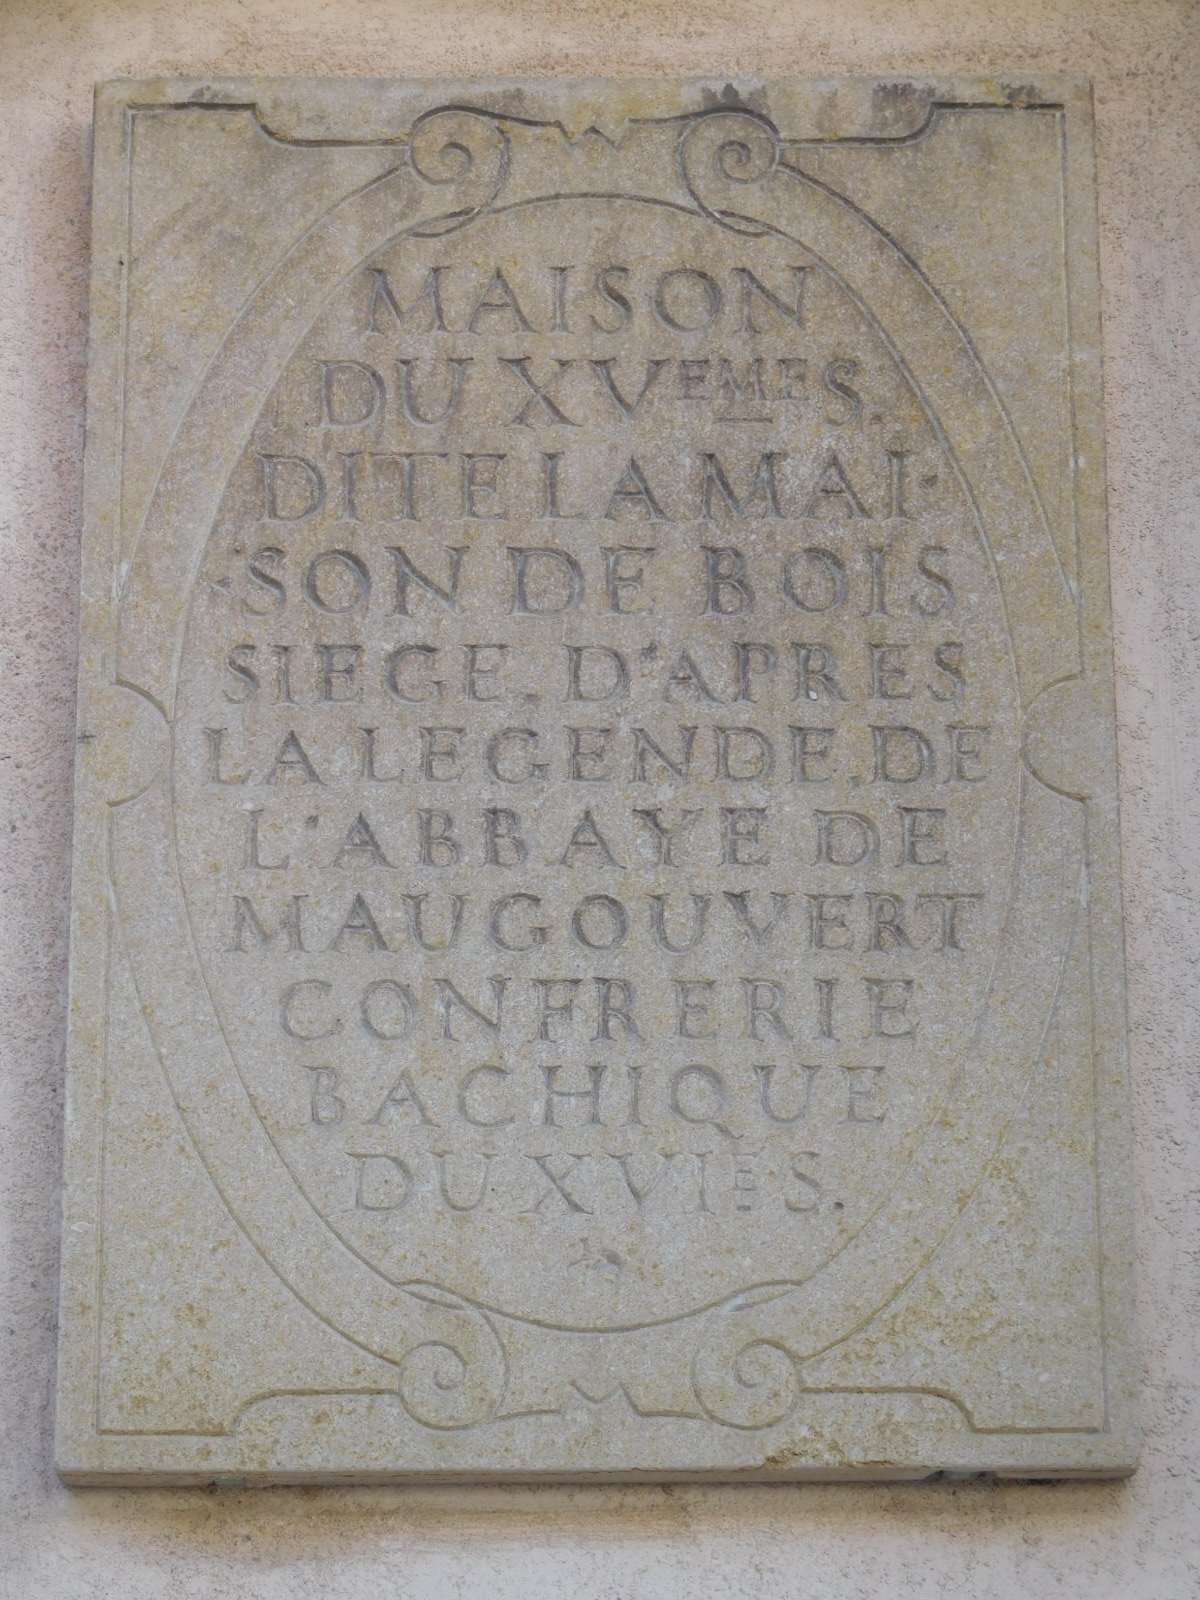 MAISON
DU XVEMES.
DITE LA MAI-
-SON DE BOIS
SIEGE, D'APRES
LA LEGENDE, DE
L'ABBAYE DE
MAUGOUVERT
CONFRERIE
BACHIQUE
DU XVIE S.